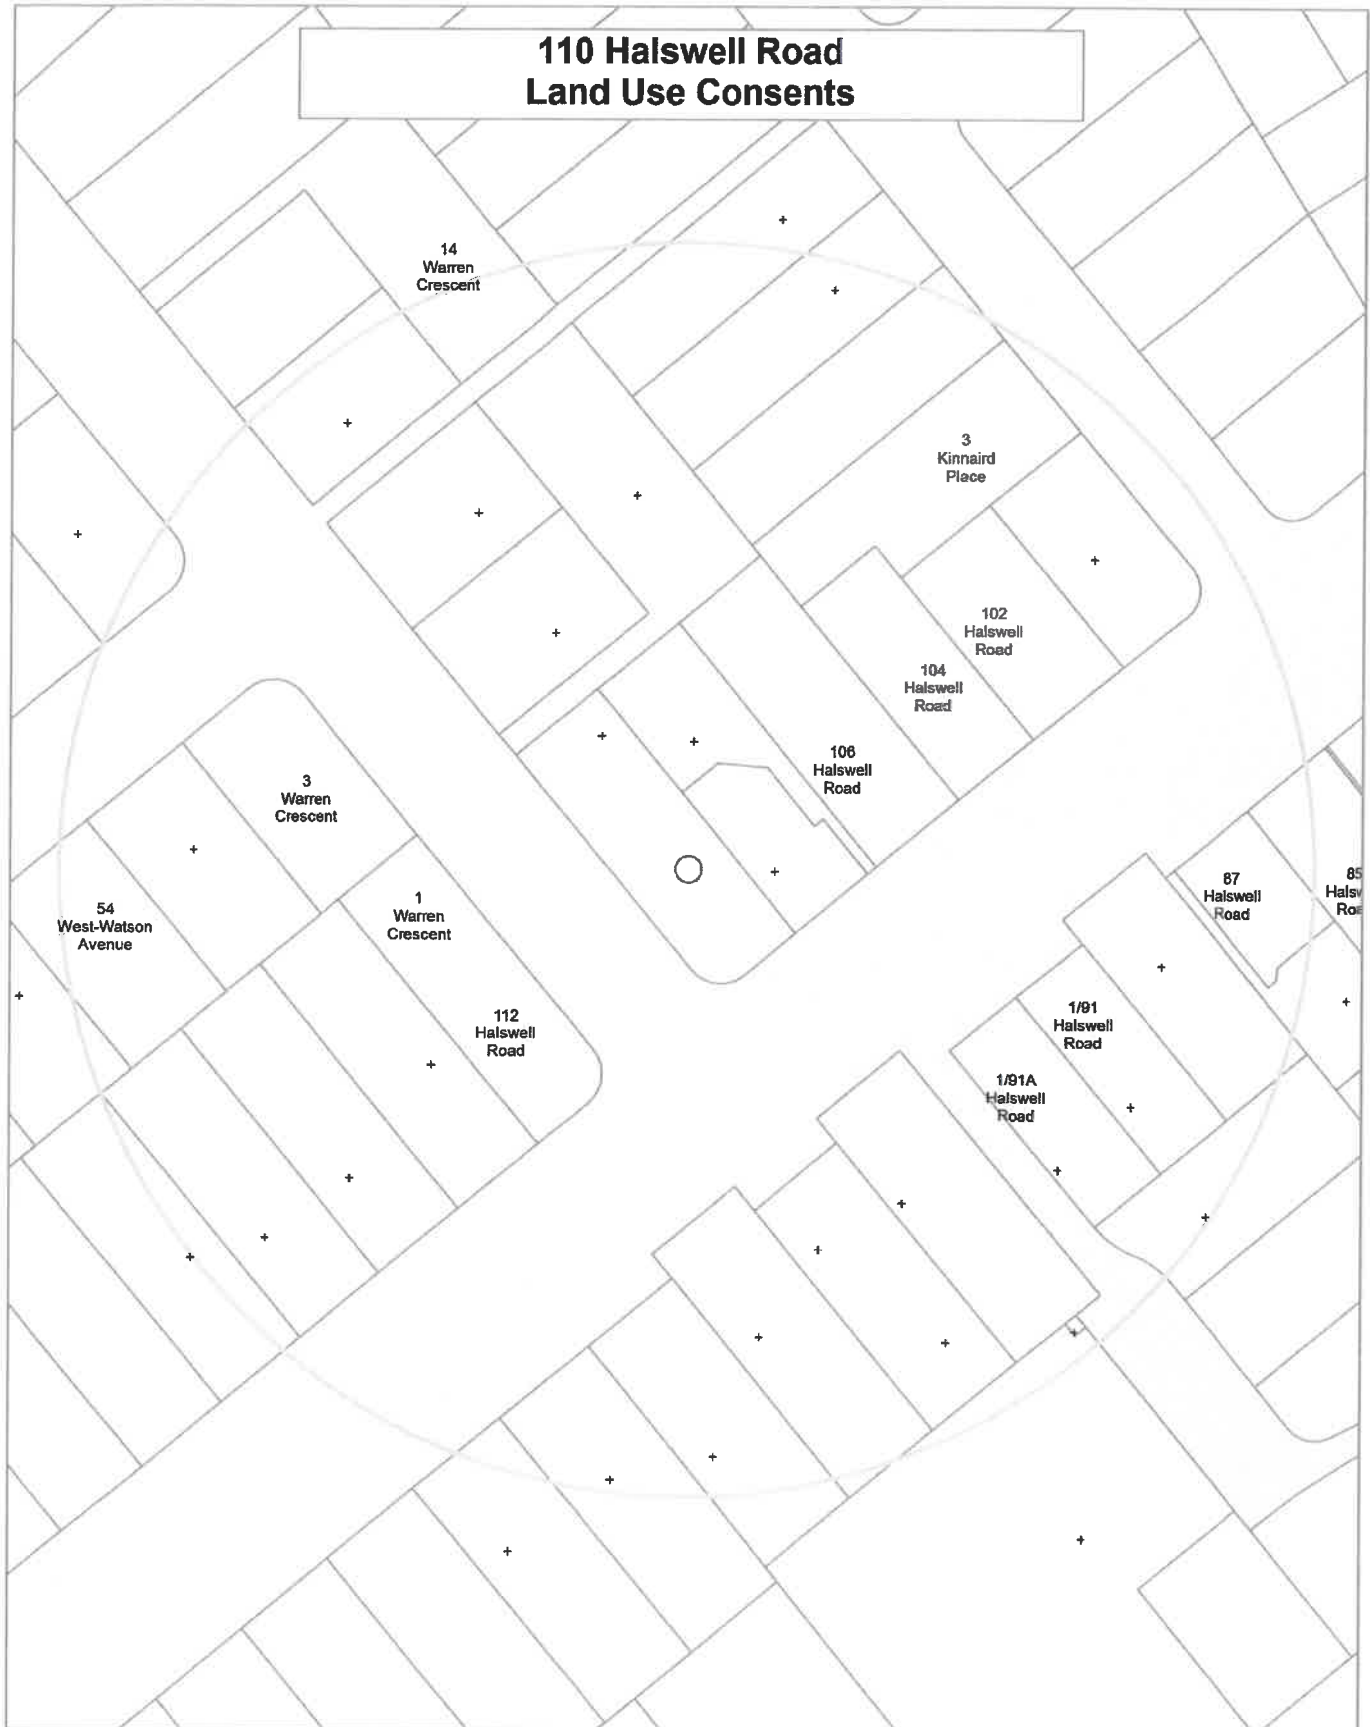 110 Halswell Road
Land Use Consents
14
Warren
Crescent
3
Kinnaird
Place
102
Halswell
Road
104
Halswell
Road
106
Halswell
Road
3
Warren
Crescent
1
Warren
Crescent
54
West-Watson
Avenue
112
Halswell
Road
87
Halswell
Road
85
1/91
Halswell
Road
1/91A
Halswell
Road